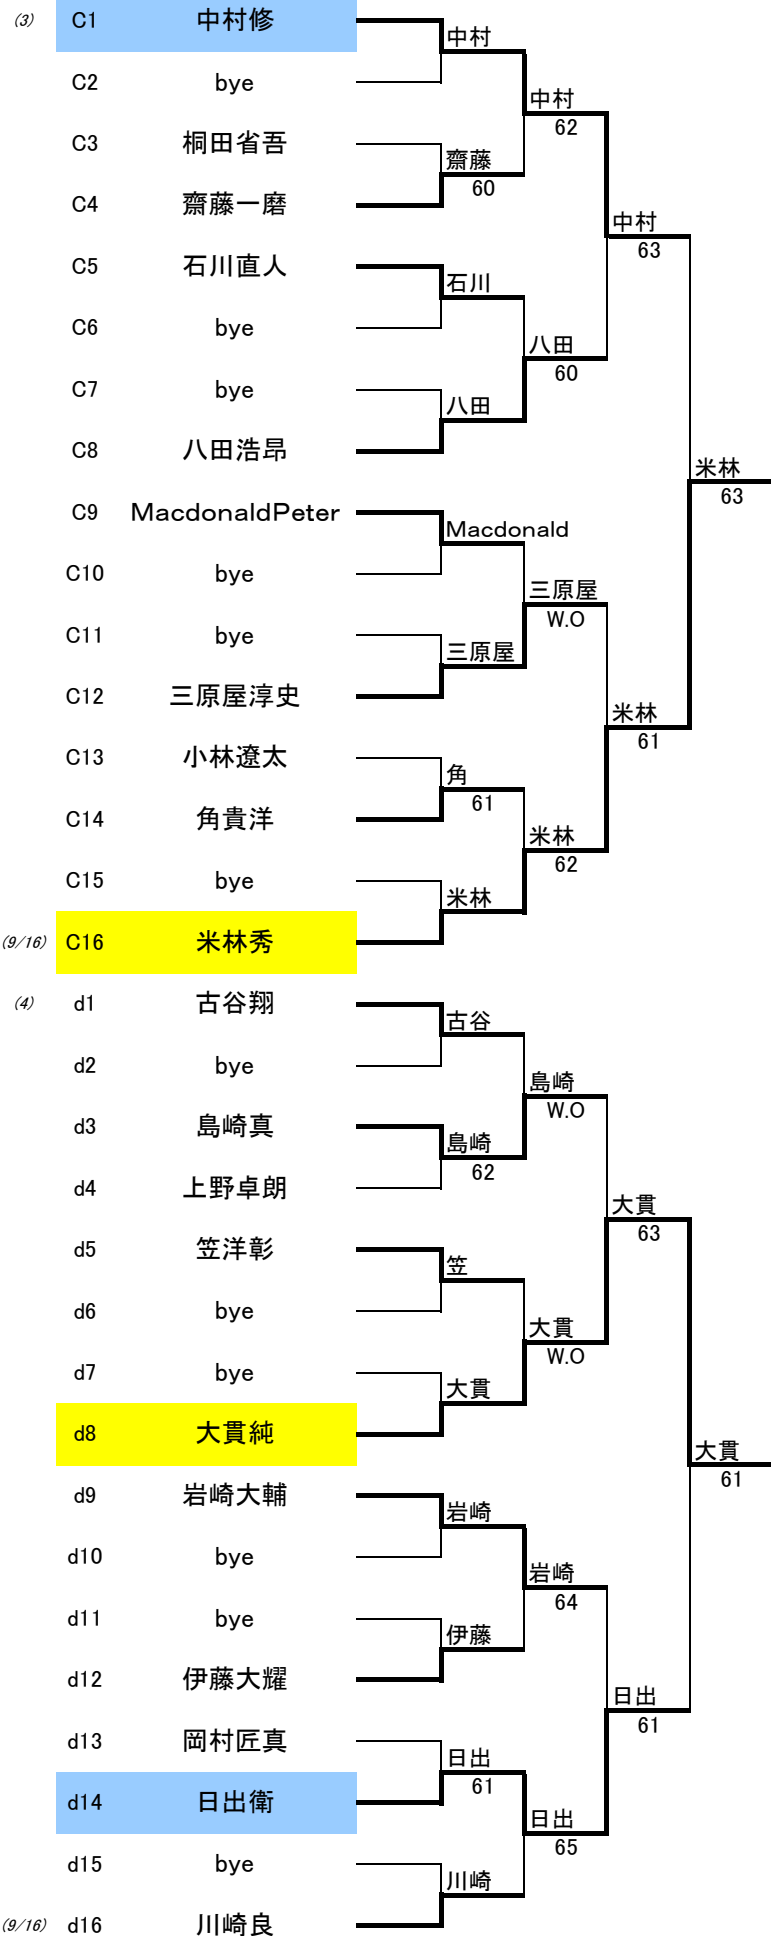 (3) C1 中村修
中村
C2 bye
中村
62
C3 桐田省吾
齋藤
60
C4 齋藤一磨
中村
63
C5 石川直人
石川
C6 bye
八田
60
C7 bye
八田
C8 八田浩昂
米林
63
C9 MacdonaldPeter
Macdonald
C10 bye
三原屋
W.O
C11 bye
三原屋
C12 三原屋淳史
米林
61
C13 小林遼太
角
61
C14 角貴洋
米林
62
C15 bye
米林
(9/16) C16 米林秀
(4) d1 古谷翔
古谷
d2 bye
島崎
W.O
d3 島崎真
島崎
62
d4 上野卓朗
大貫
63
d5 笠洋彰
笠
d6 bye
大貫
W.O
d7 bye
大貫
d8 大貫純
大貫
61
d9 岩崎大輔
岩崎
d10 bye
岩崎
64
d11 bye
伊藤
d12 伊藤大耀
日出
61
d13 岡村匠真
日出
61
d14 日出衛
日出
65
d15 bye
川崎
(9/16) d16 川崎良